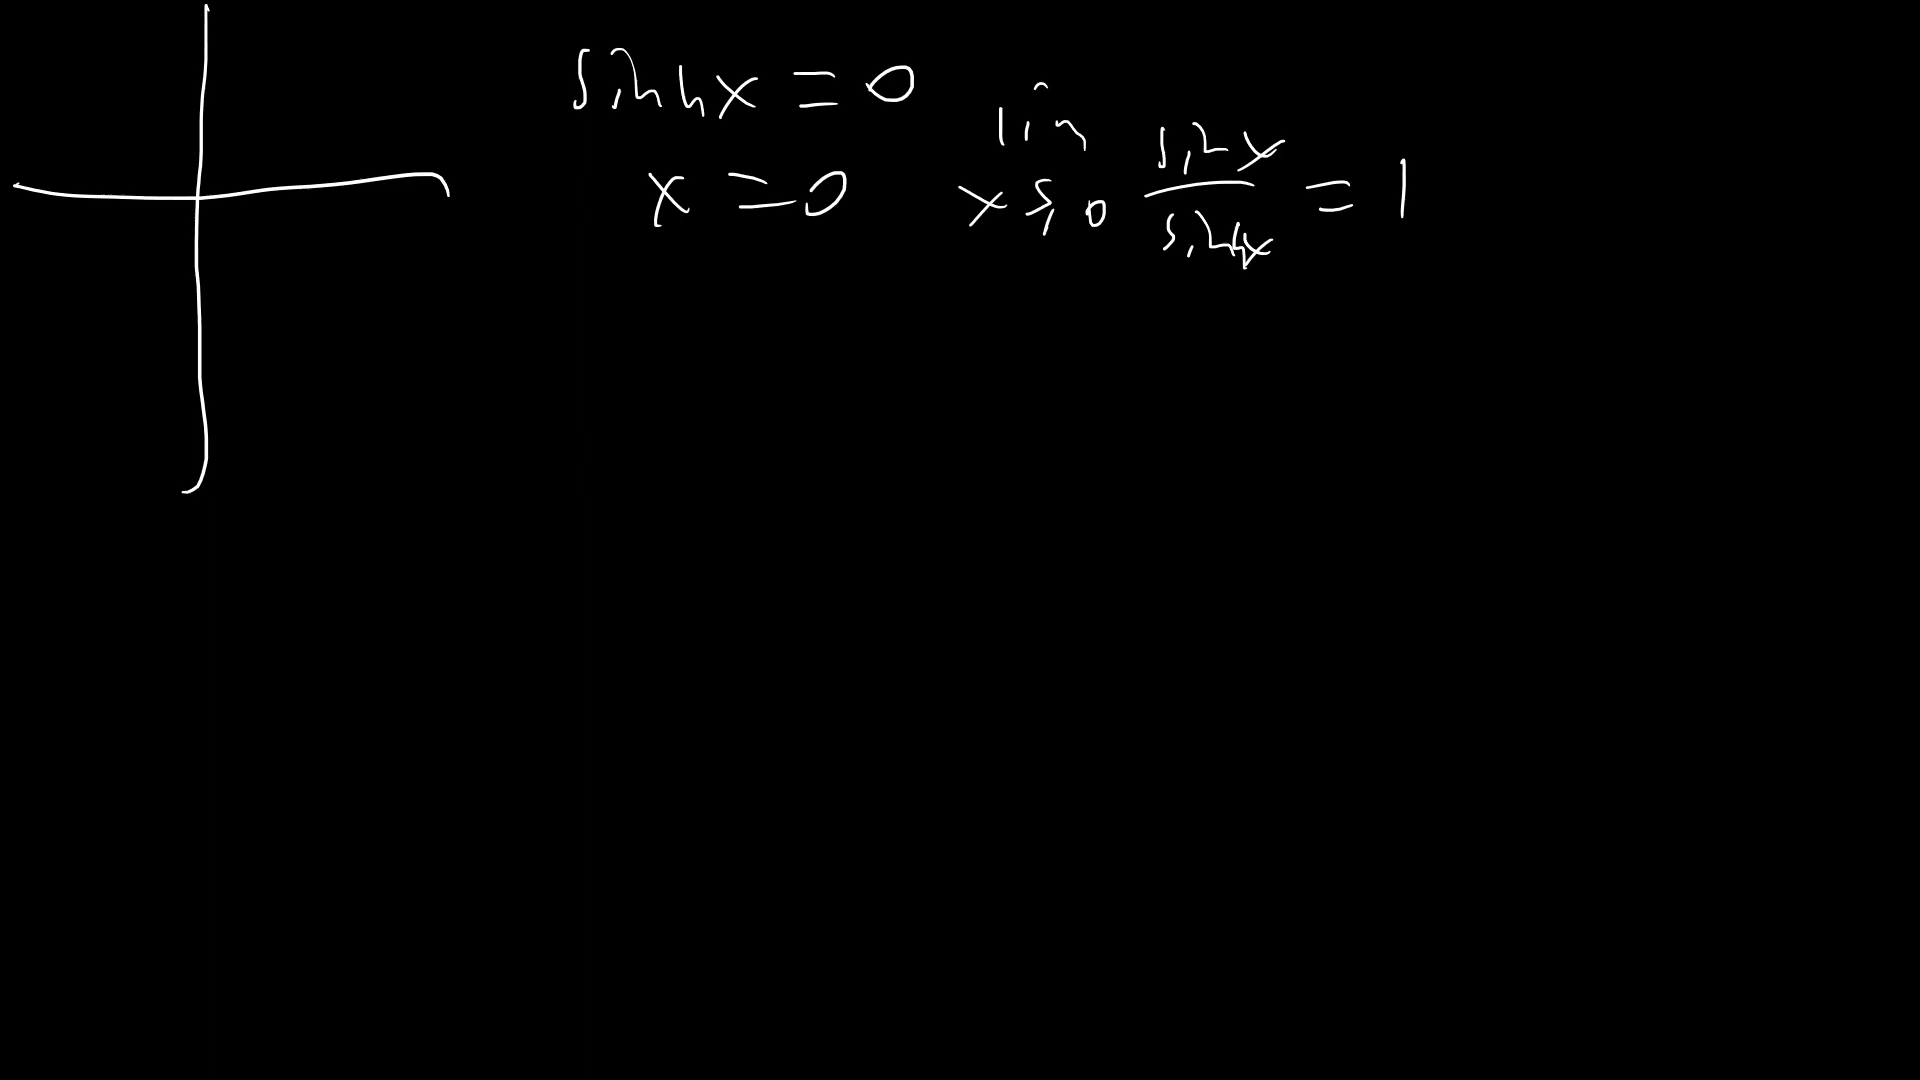 sinhx = 0
x = 0
lim x→0 sinx / sinhx = 1